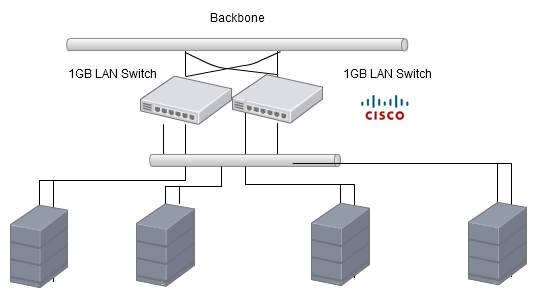 Backbone
1GB LAN Switch
1GB LAN Switch
CISCO